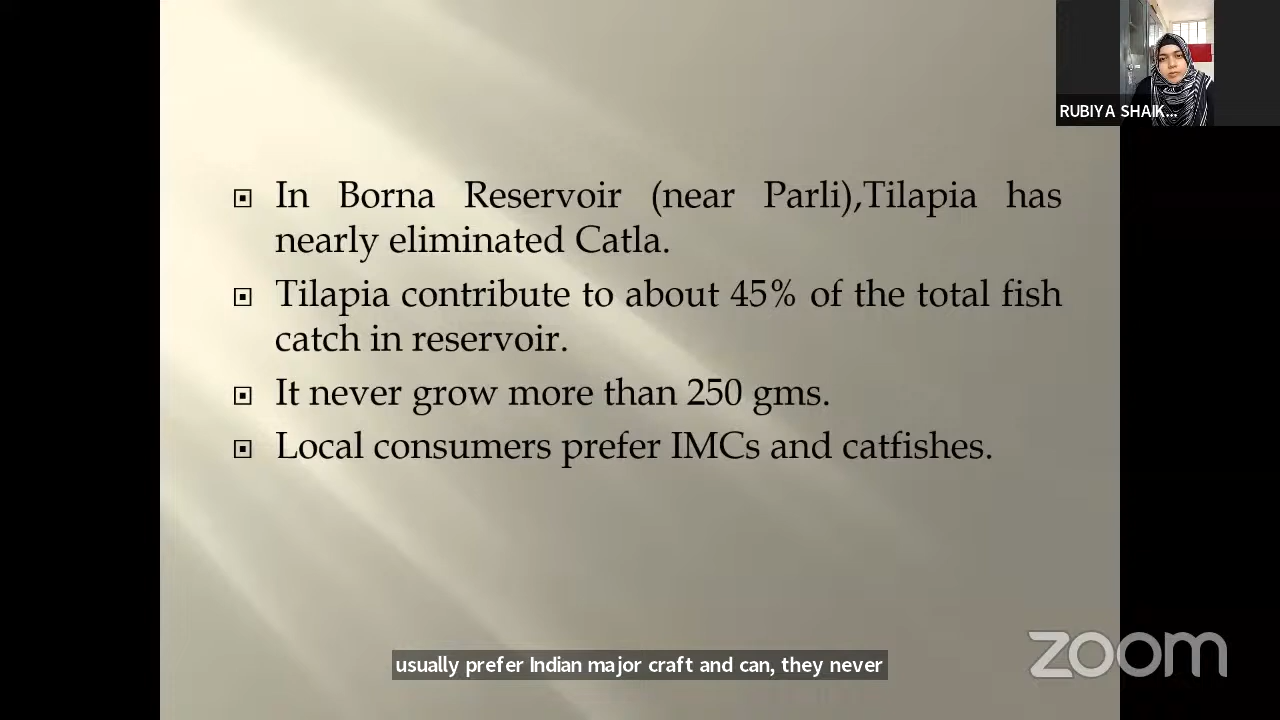 RUBIYA SHAIK...
In Borna Reservoir (near Parli),Tilapia has
nearly eliminated Catla.
Tilapia contribute to about 45% of the total fish
catch in reservoir.
It never grow more than 250 gms.
Local consumers prefer IMCs and catfishes.
usually prefer Indian major craft and can, they never
zoom